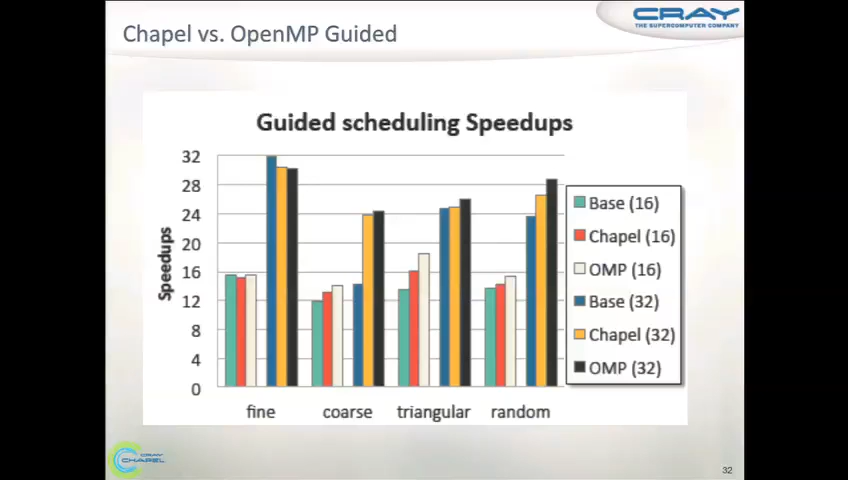 Chapel vs. OpenMP Guided
CRAY
THE SUPERCOMPUTER COMPANY
Guided scheduling Speedups
32
28
24
20
16
12
8
4
0
Speedups
fine coarse triangular random
Base (16)
Chapel (16)
OMP (16)
Base (32)
Chapel (32)
OMP (32)
CRAY
CHAPEL
32